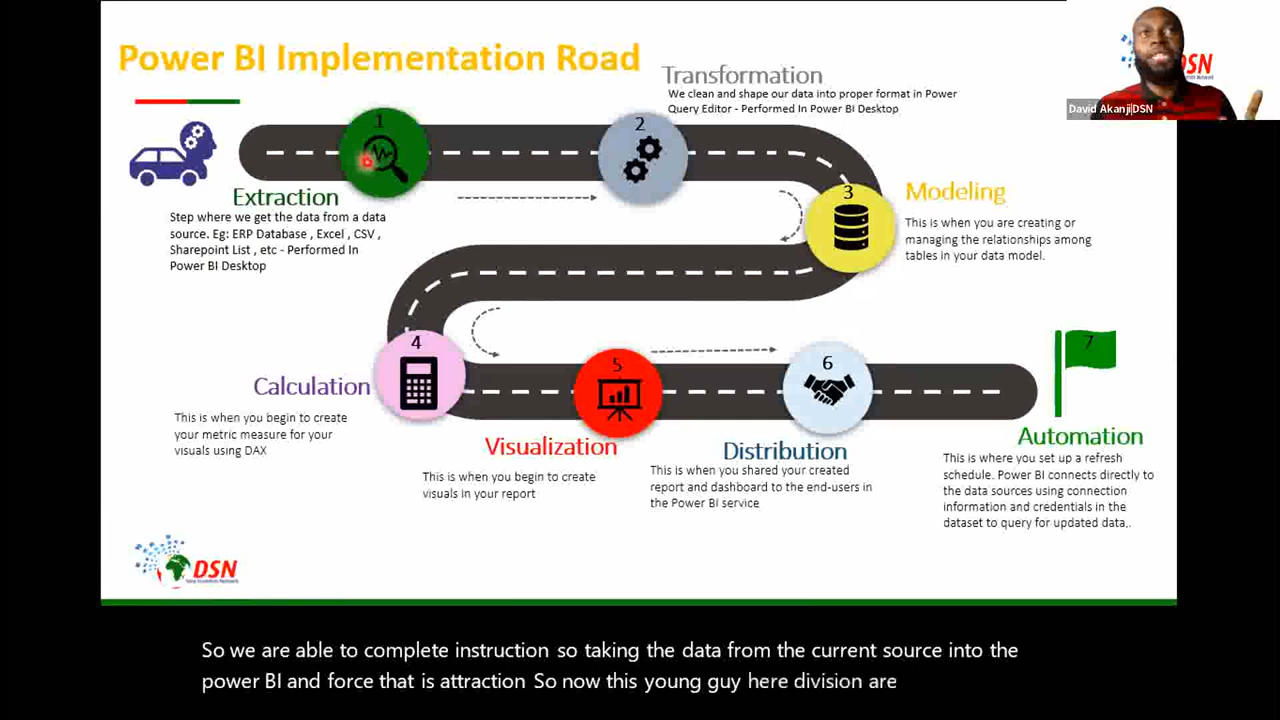 Power BI Implementation Road
Transformation
We clean and shape our data into proper format in Power
Query Editor - Performed In Power BI Desktop
DSN
David Akanji|DSN
1
2
3
Extraction
Step where we get the data from a data
source. Eg: ERP Database , Excel , CSV ,
Sharepoint List , etc - Performed In
Power BI Desktop
Modeling
This is when you are creating or
managing the relationships among
tables in your data model.
4
5
6
7
Calculation
This is when you begin to create
your metric measure for your
visuals using DAX
Visualization
This is when you begin to create
visuals in your report
Distribution
This is when you shared your created
report and dashboard to the end-users in
the Power BI service
Automation
This is where you set up a refresh
schedule. Power BI connects directly to
the data sources using connection
information and credentials in the
dataset to query for updated data,.
DSN
So we are able to complete instruction so taking the data from the current source into the
power BI and force that is attraction So now this young guy here division are